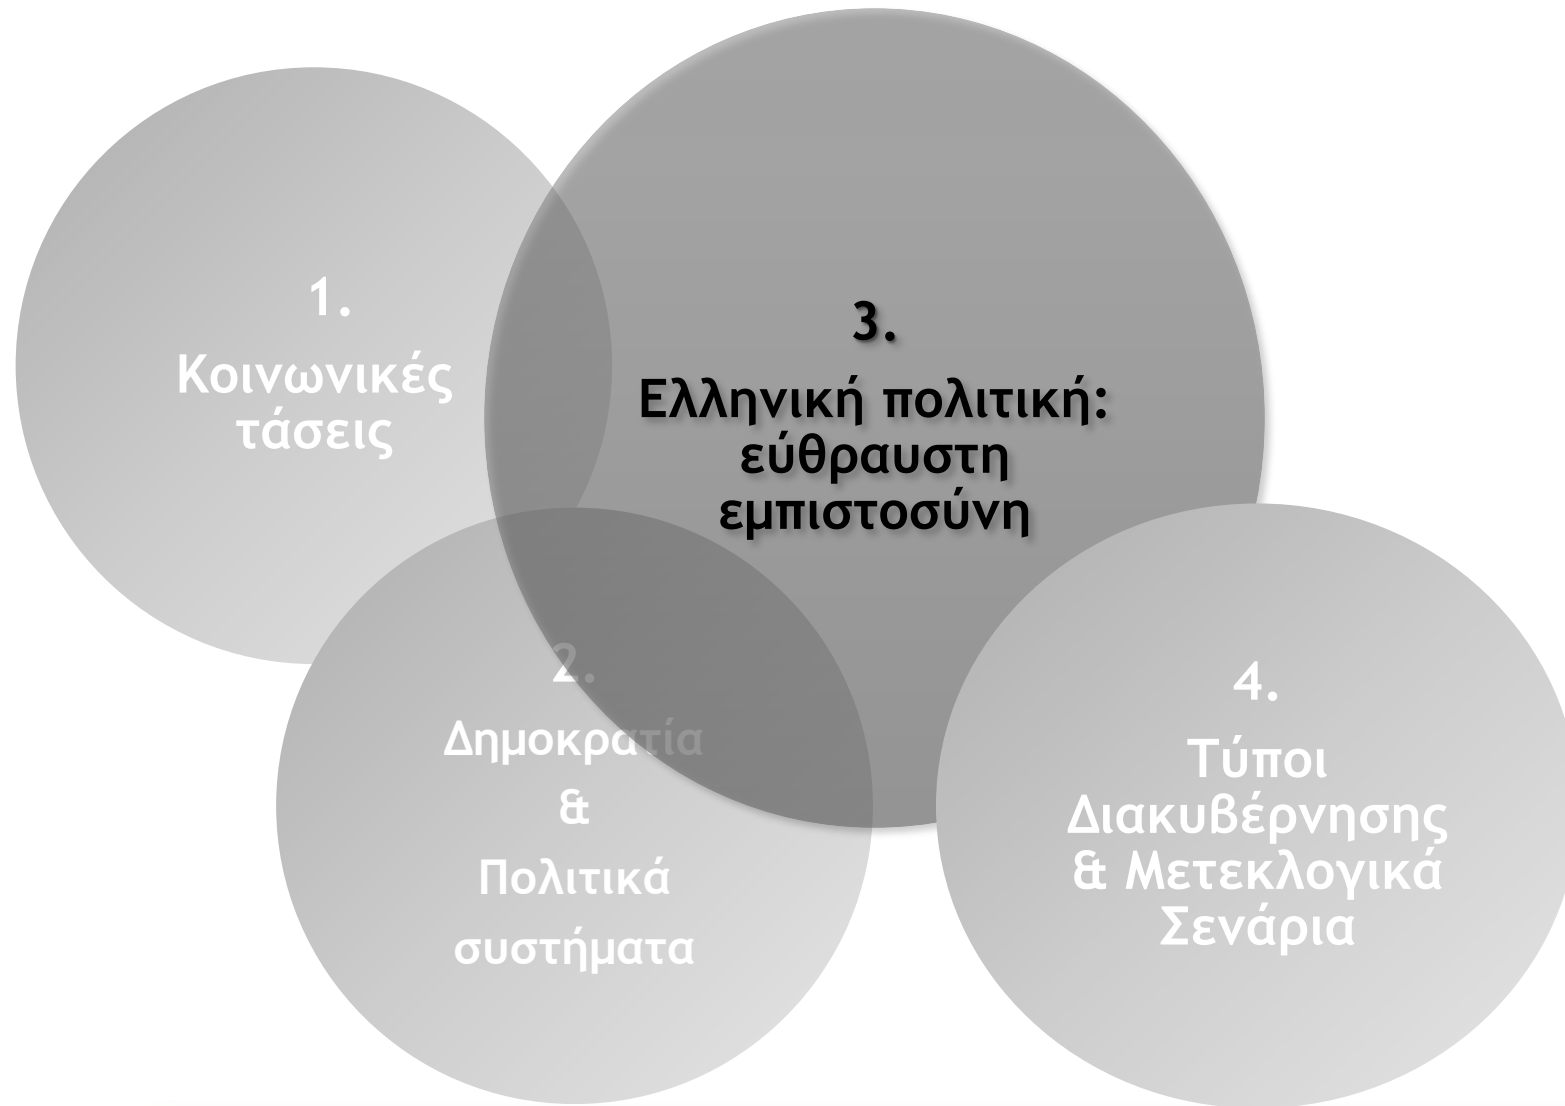 1.
Κοινωνικές
τάσεις
2.
Δημοκρατία
&
Πολιτικά
συστήματα
3.
Ελληνική πολιτική:
εύθραυστη
εμπιστοσύνη
4.
Τύποι
Διακυβέρνησης
& Μετεκλογικά
Σενάρια